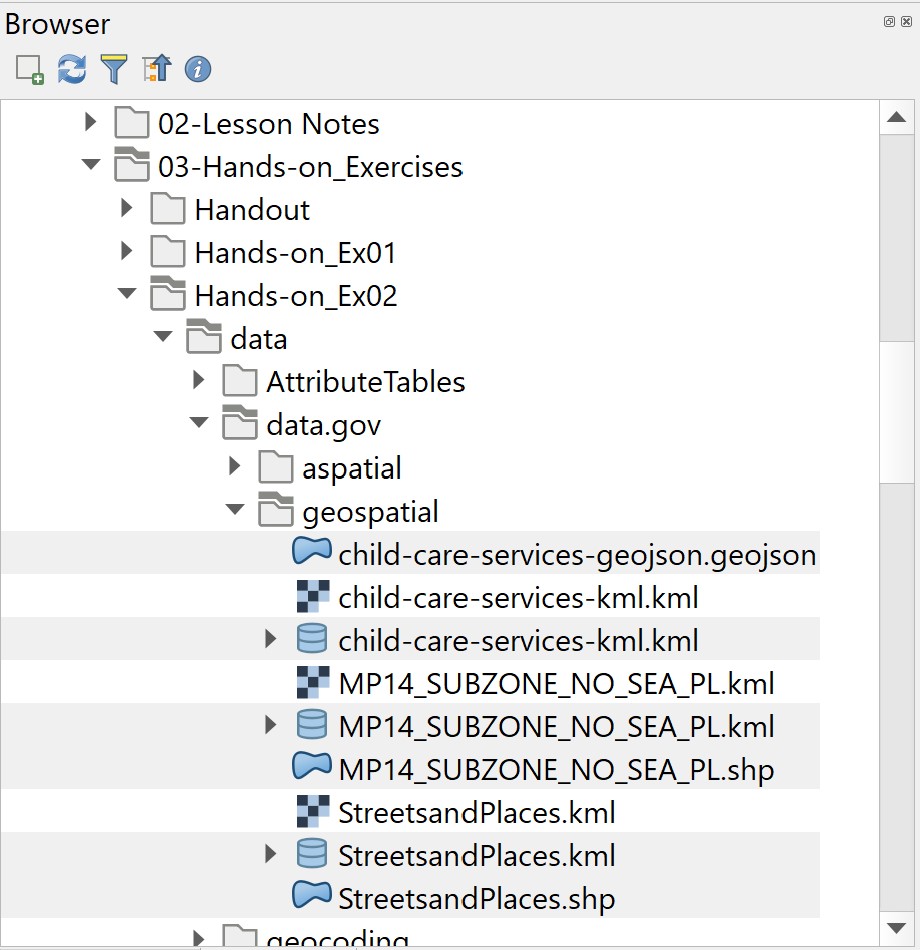 Browser
02-Lesson Notes
03-Hands-on_Exercises
Handout
Hands-on_Ex01
Hands-on_Ex02
data
AttributeTables
data.gov
aspatial
geospatial
child-care-services-geojson.geojson
child-care-services-kml.kml
child-care-services-kml.kml
MP14_SUBZONE_NO_SEA_PL.kml
MP14_SUBZONE_NO_SEA_PL.kml
MP14_SUBZONE_NO_SEA_PL.shp
StreetsandPlaces.kml
StreetsandPlaces.kml
StreetsandPlaces.shp
geocoding